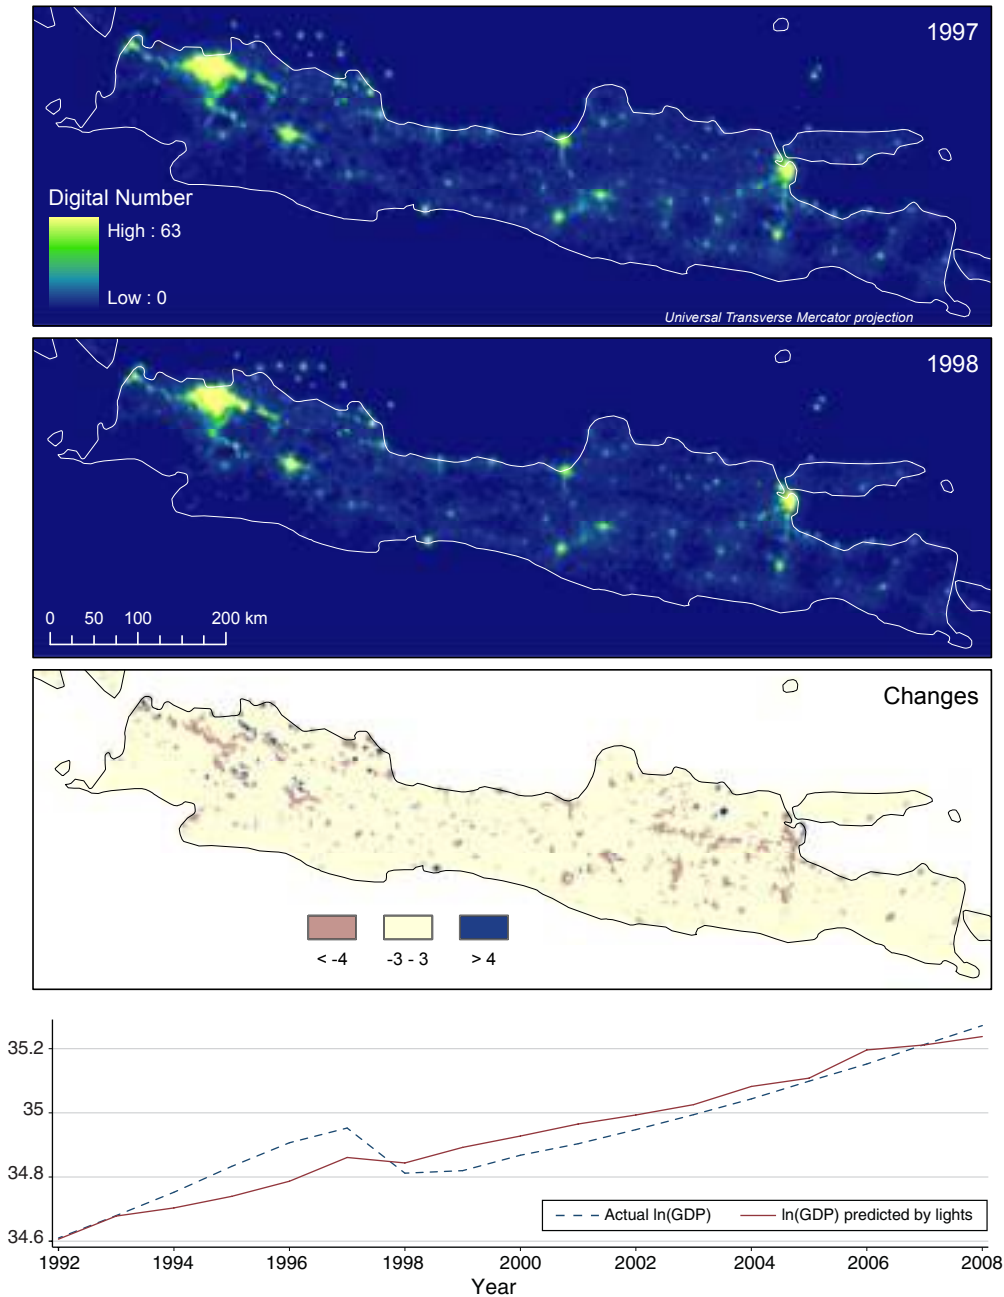 1997
Digital Number
High : 63
Low : 0
Universal Transverse Mercator projection
1998
0 50 100 200 km
Changes
< -4 -3 - 3 > 4
35.2
35
34.8
34.6
Actual ln(GDP) ln(GDP) predicted by lights
1992 1994 1996 1998 2000 2002 2004 2006 2008
Year